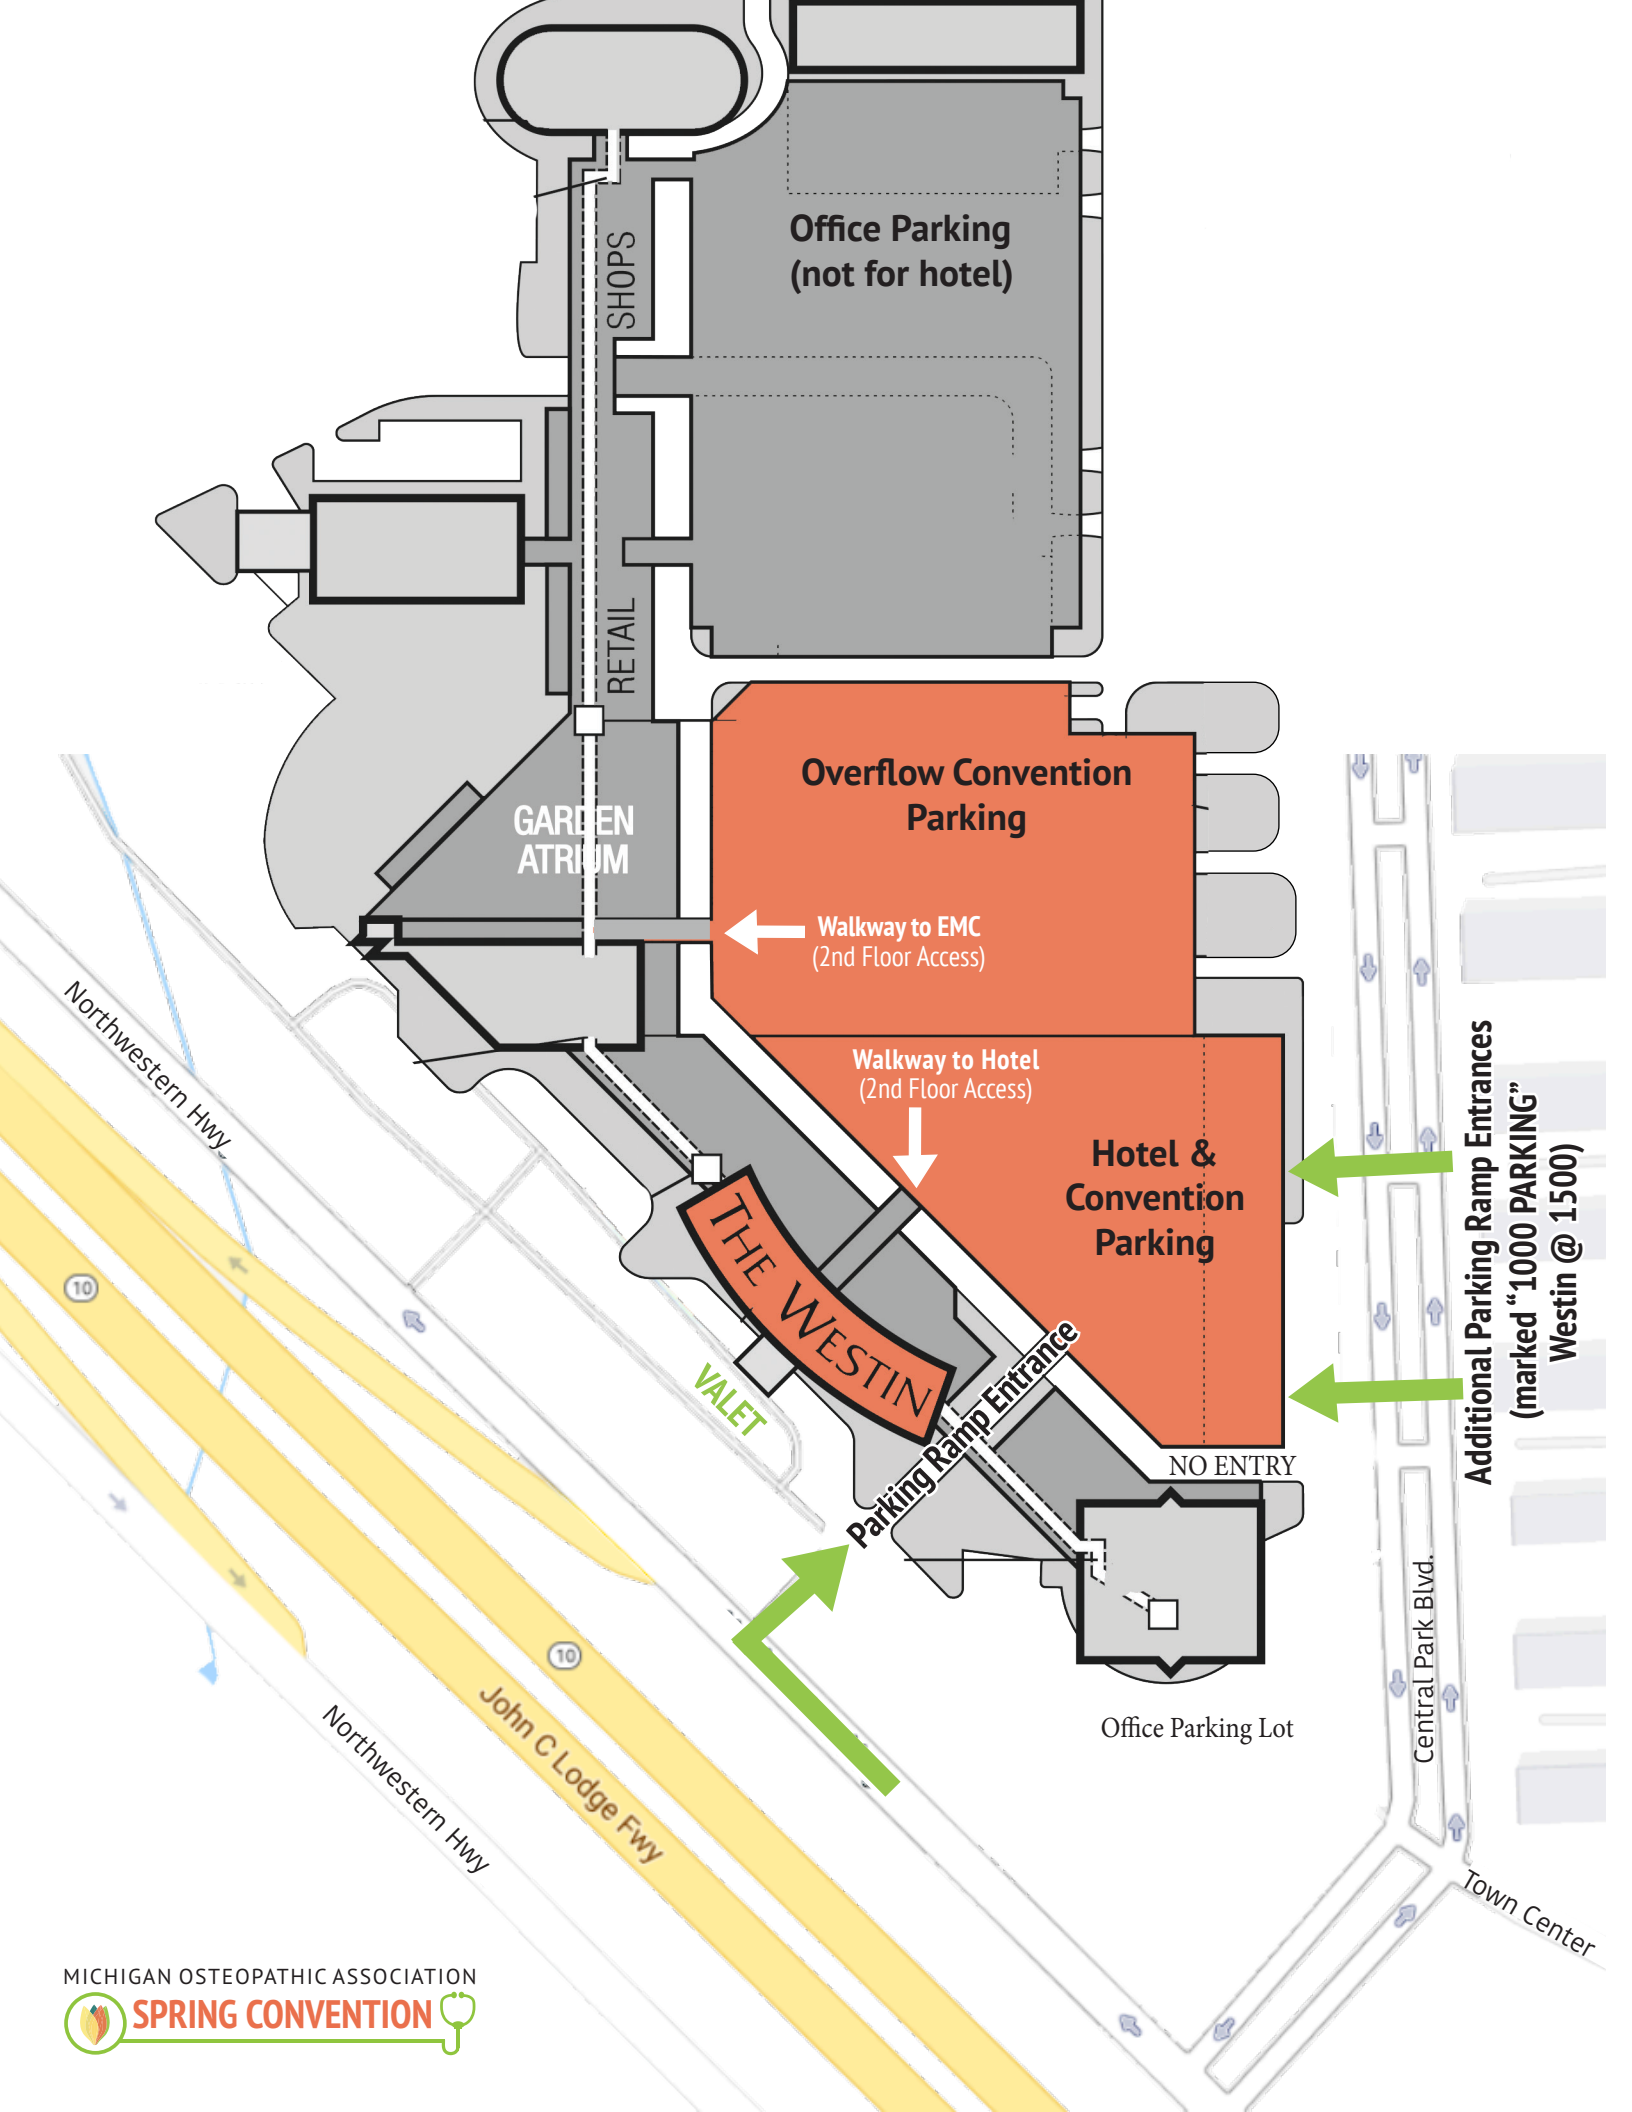 Office Parking
(not for hotel)
SHOPS
RETAIL
Overflow Convention
Parking
GARDEN
ATRIUM
Walkway to EMC
(2nd Floor Access)
Walkway to Hotel
(2nd Floor Access)
Hotel &
Convention
Parking
Additional Parking Ramp Entrances
(marked “1000 PARKING”
Westin @ 1500)
Northwestern Hwy
10
THE WESTIN
VALET
Parking Ramp Entrance
NO ENTRY
10
John C Lodge Fwy
Northwestern Hwy
Office Parking Lot
Central Park Blvd.
Town Center
MICHIGAN OSTEOPATHIC ASSOCIATION
SPRING CONVENTION